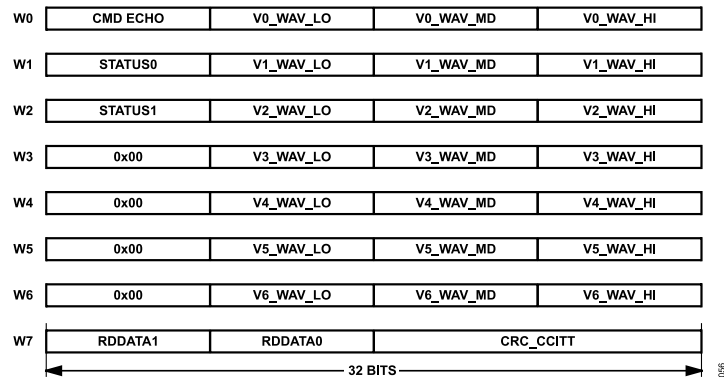 W0 CMD ECHO V0_WAV_LO V0_WAV_MD V0_WAV_HI
W1 STATUS0 V1_WAV_LO V1_WAV_MD V1_WAV_HI
W2 STATUS1 V2_WAV_LO V2_WAV_MD V2_WAV_HI
W3 0x00 V3_WAV_LO V3_WAV_MD V3_WAV_HI
W4 0x00 V4_WAV_LO V4_WAV_MD V4_WAV_HI
W5 0x00 V5_WAV_LO V5_WAV_MD V5_WAV_HI
W6 0x00 V6_WAV_LO V6_WAV_MD V6_WAV_HI
W7 RDDATA1 RDDATA0 CRC_CCITT
32 BITS